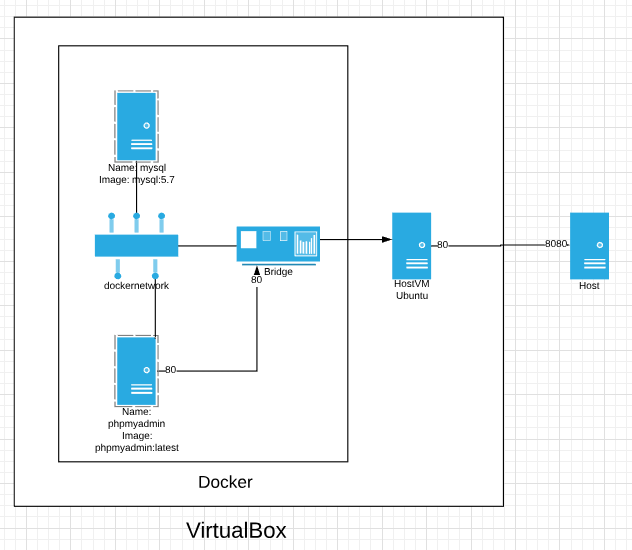 Name: mysql
Image: mysql:5.7
dockernetwork
Bridge
80
80
Name:
phpmyadmin
Image:
phpmyadmin:latest
HostVM
Ubuntu
80
8080
Host
Docker
VirtualBox